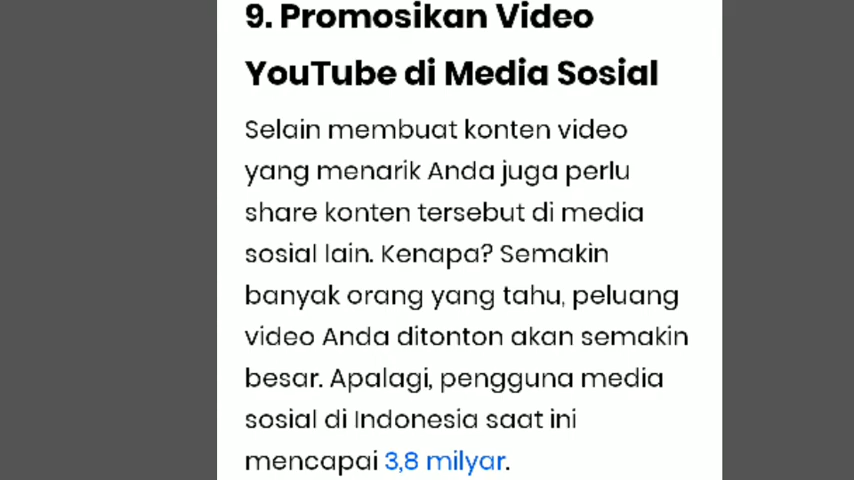 9. Promosikan Video
YouTube di Media Sosial
Selain membuat konten video
yang menarik Anda juga perlu
share konten tersebut di media
sosial lain. Kenapa? Semakin
banyak orang yang tahu, peluang
video Anda ditonton akan semakin
besar. Apalagi, pengguna media
sosial di Indonesia saat ini
mencapai 3,8 milyar.